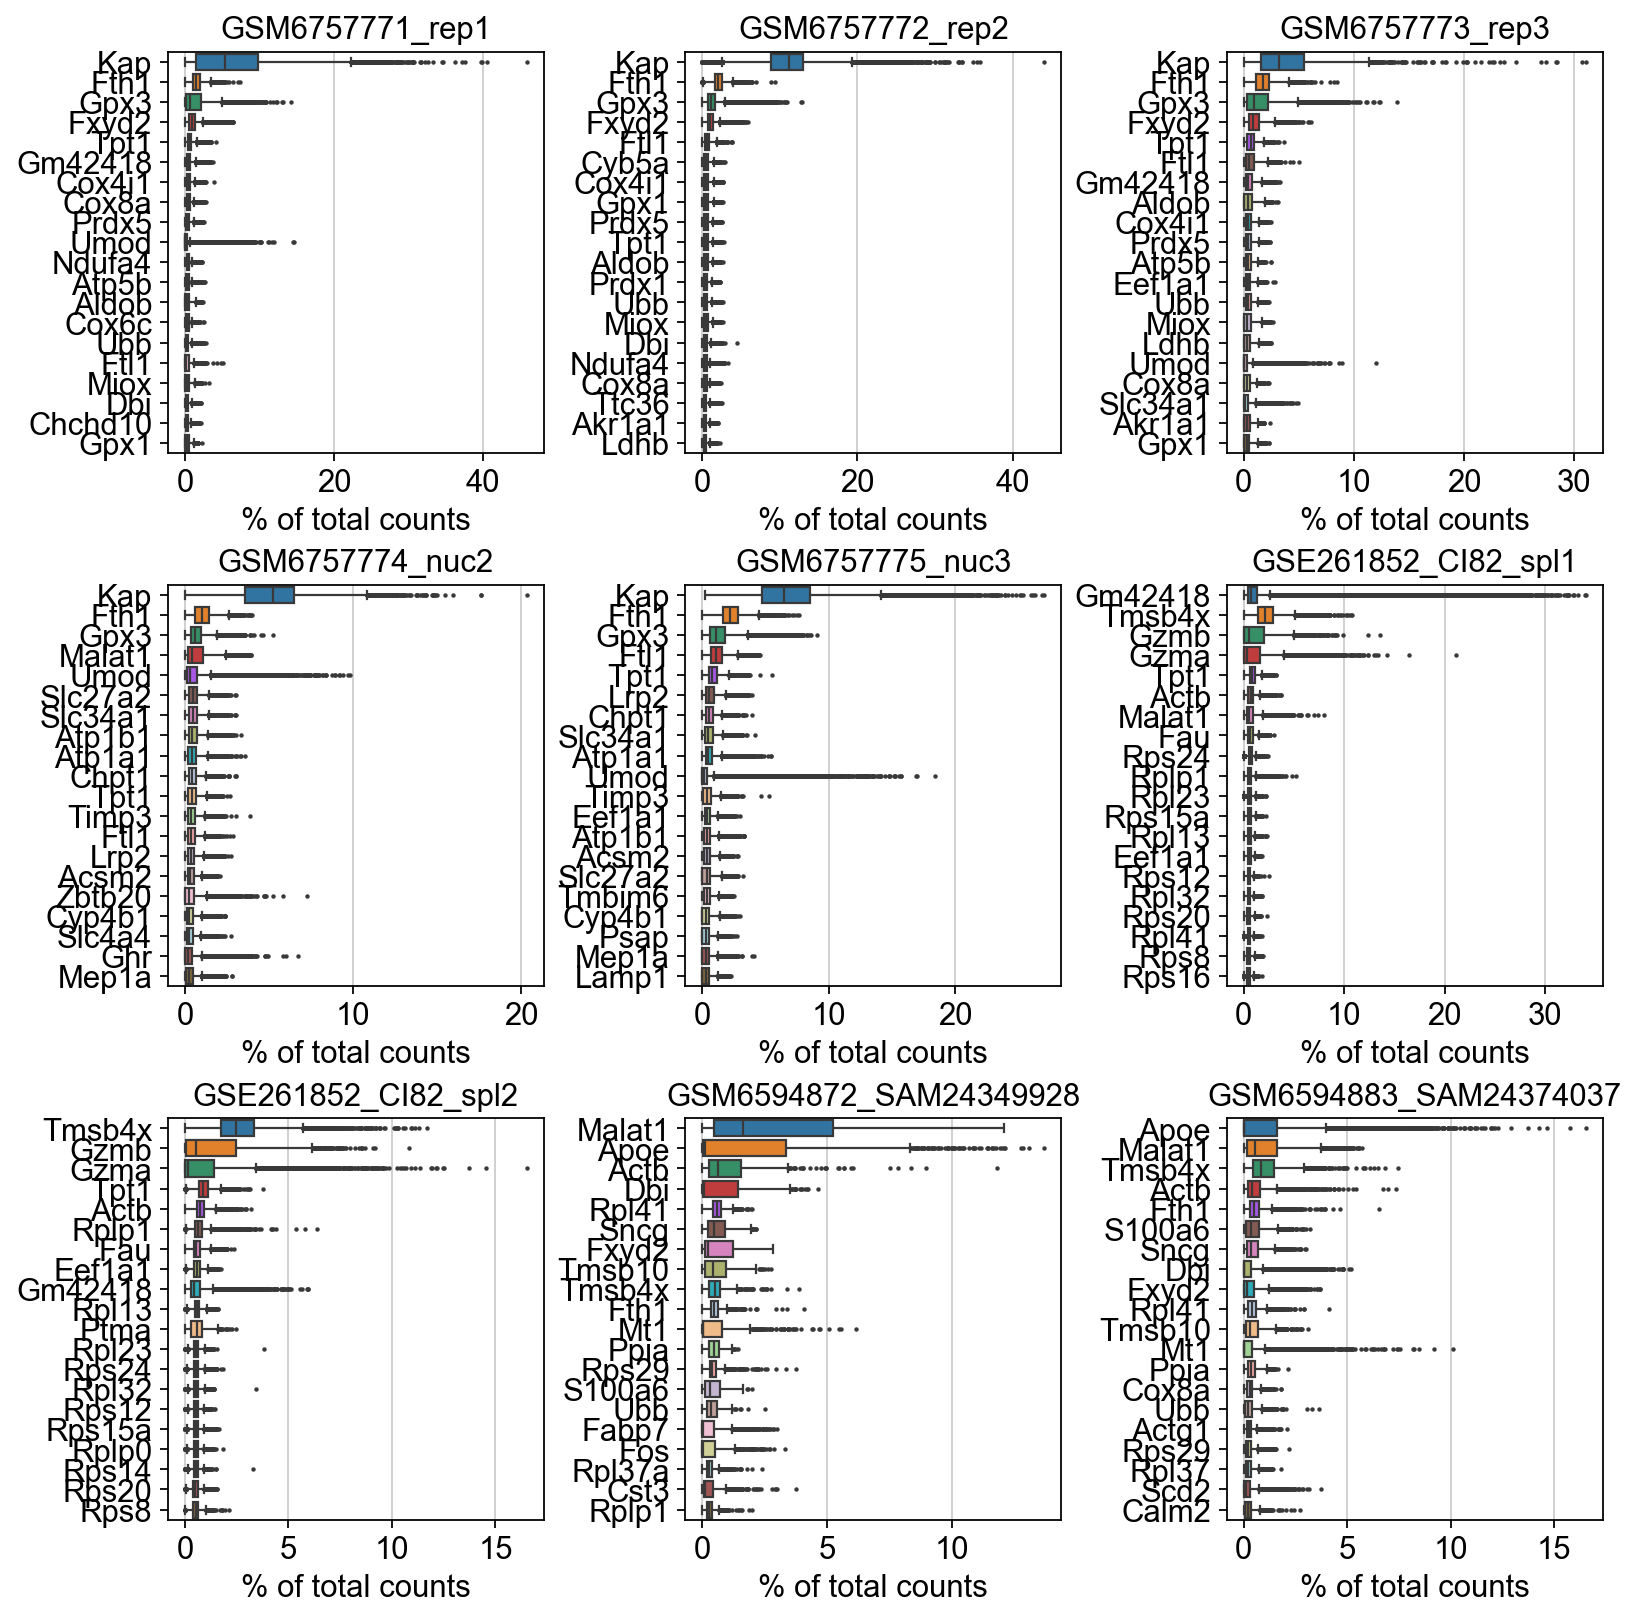 GSM6757771_rep1
Kap
Fth1
Gpx3
Fxyd2
Tpt1
Gm42418
Cox4i1
Cox8a
Prdx5
Umod
Ndufa4
Atp5b
Aldob
Cox6c
Ubb
Ftl1
Miox
Dbi
Chchd10
Gpx1
0 20 40
% of total counts
GSM6757772_rep2
Kap
Fth1
Gpx3
Fxyd2
Ftl1
Cyb5a
Cox4i1
Gpx1
Prdx5
Tpt1
Aldob
Prdx1
Ubb
Miox
Dbi
Ndufa4
Cox8a
Ttc36
Akr1a1
Ldhb
0 20 40
% of total counts
GSM6757773_rep3
Kap
Fth1
Gpx3
Fxyd2
Tpt1
Ftl1
Gm42418
Aldob
Cox4i1
Prdx5
Atp5b
Eef1a1
Ubb
Miox
Ldhb
Umod
Cox8a
Slc34a1
Akr1a1
Gpx1
0 10 20 30
% of total counts
GSM6757774_nuc2
Kap
Fth1
Gpx3
Malat1
Umod
Slc27a2
Slc34a1
Atp1b1
Atp1a1
Chpt1
Tpt1
Timp3
Ftl1
Lrp2
Acsm2
Zbtb20
Cyp4b1
Slc4a4
Ghr
Mep1a
0 10 20
% of total counts
GSM6757775_nuc3
Kap
Fth1
Gpx3
Ftl1
Tpt1
Lrp2
Chpt1
Slc34a1
Atp1a1
Umod
Timp3
Eef1a1
Atp1b1
Acsm2
Slc27a2
Tmbim6
Cyp4b1
Psap
Mep1a
Lamp1
0 10 20
% of total counts
GSE261852_CI82_spl1
Gm42418
Tmsb4x
Gzmb
Gzma
Tpt1
Actb
Malat1
Fau
Rps24
Rplp1
Rpl23
Rps15a
Rpl13
Eef1a1
Rps12
Rpl32
Rps20
Rpl41
Rps8
Rps16
0 10 20 30
% of total counts
GSE261852_CI82_spl2
Tmsb4x
Gzmb
Gzma
Tpt1
Actb
Rplp1
Fau
Eef1a1
Gm42418
Rpl13
Ptma
Rpl23
Rps24
Rpl32
Rps12
Rps15a
Rplp0
Rps14
Rps20
Rps8
0 5 10 15
% of total counts
GSM6594872_SAM24349928
Malat1
Apoe
Actb
Dbi
Rpl41
Sncg
Fxyd2
Tmsb10
Tmsb4x
Fth1
Mt1
Ppia
Rps29
S100a6
Ubb
Fabp7
Fos
Rpl37a
Cst3
Rplp1
0 5 10
% of total counts
GSM6594883_SAM24374037
Apoe
Malat1
Tmsb4x
Actb
Fth1
S100a6
Sncg
Dbi
Fxyd2
Rpl41
Tmsb10
Mt1
Ppia
Cox8a
Ubb
Actg1
Rps29
Rpl37
Scd2
Calm2
0 5 10 15
% of total counts